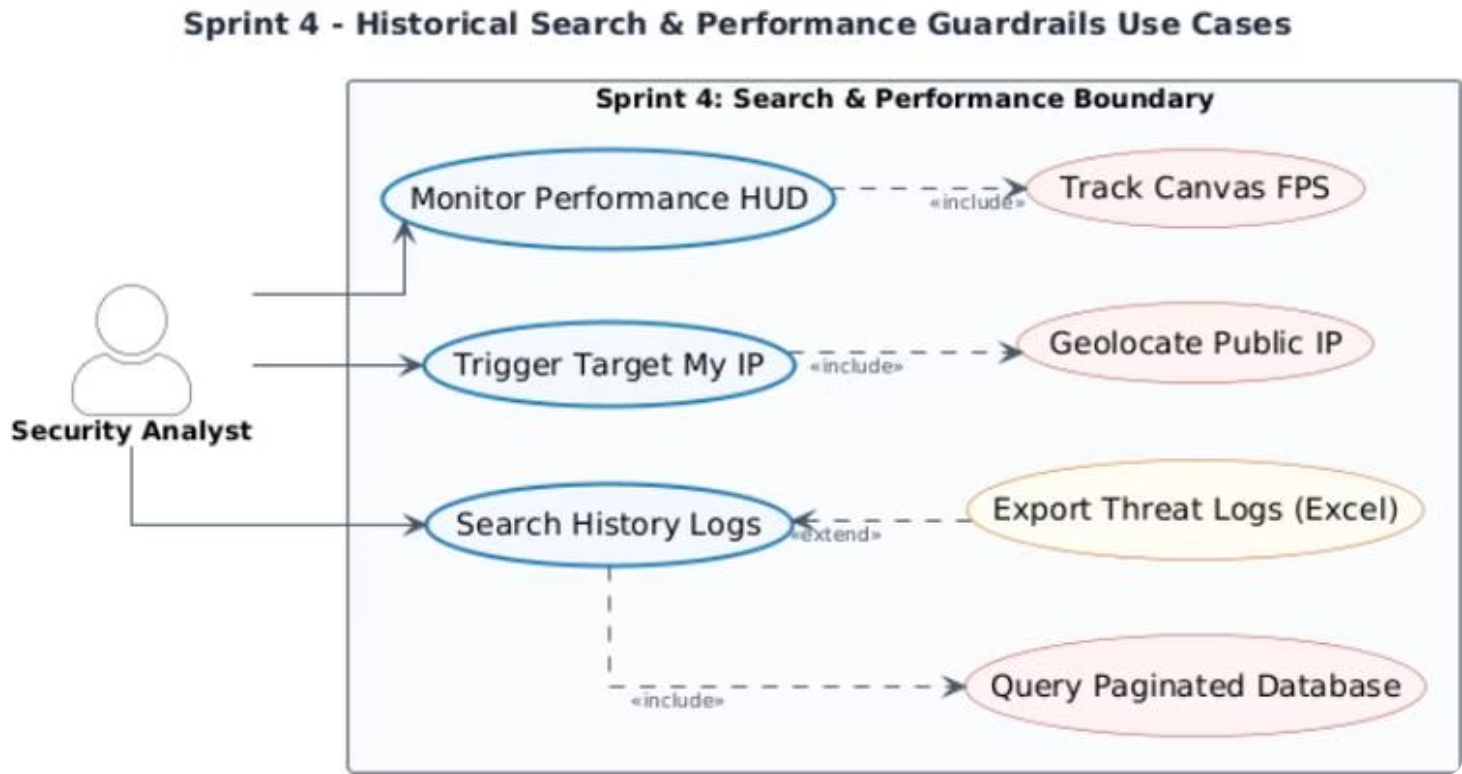 Sprint 4 - Historical Search & Performance Guardrails Use Cases
Sprint 4: Search & Performance Boundary
Monitor Performance HUD
«include»
Track Canvas FPS
Trigger Target My IP
«include»
Geolocate Public IP
Security Analyst
Search History Logs
«extend»
Export Threat Logs (Excel)
«include»
Query Paginated Database